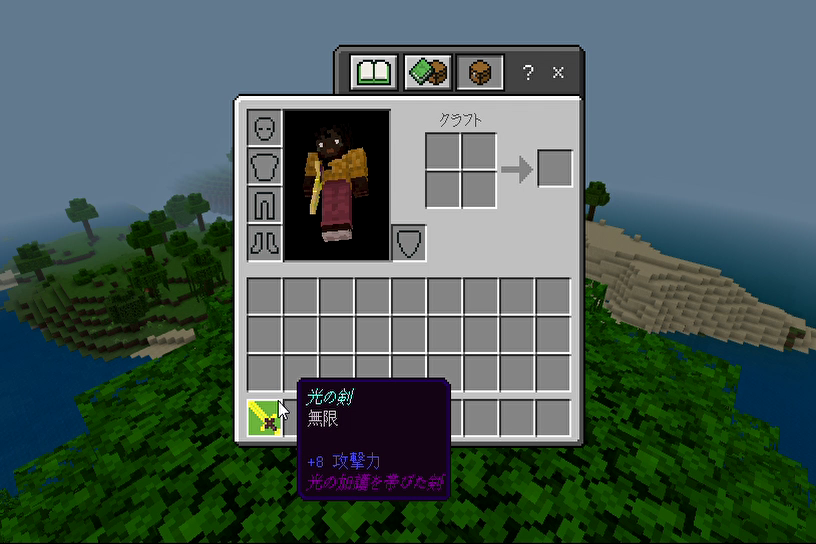 ? x
クラフト
光の剣
無限
+8 攻撃力
光の加護を帯びた剣